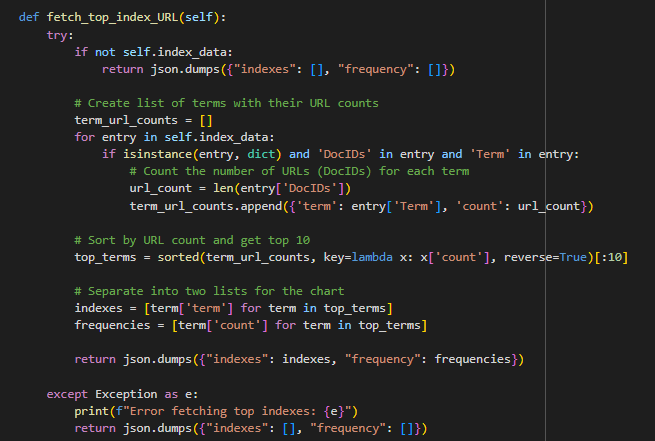 def fetch_top_index_URL(self):
    try:
        if not self.index_data:
            return json.dumps({"indexes": [], "frequency": []})

        # Create list of terms with their URL counts
        term_url_counts = []
        for entry in self.index_data:
            if isinstance(entry, dict) and 'DocIDs' in entry and 'Term' in entry:
                # Count the number of URLs (DocIDs) for each term
                url_count = len(entry['DocIDs'])
                term_url_counts.append({'term': entry['Term'], 'count': url_count})

        # Sort by URL count and get top 10
        top_terms = sorted(term_url_counts, key=lambda x: x['count'], reverse=True)[:10]

        # Separate into two lists for the chart
        indexes = [term['term'] for term in top_terms]
        frequencies = [term['count'] for term in top_terms]

        return json.dumps({"indexes": indexes, "frequency": frequencies})

    except Exception as e:
        print(f"Error fetching top indexes: {e}")
        return json.dumps({"indexes": [], "frequency": []})